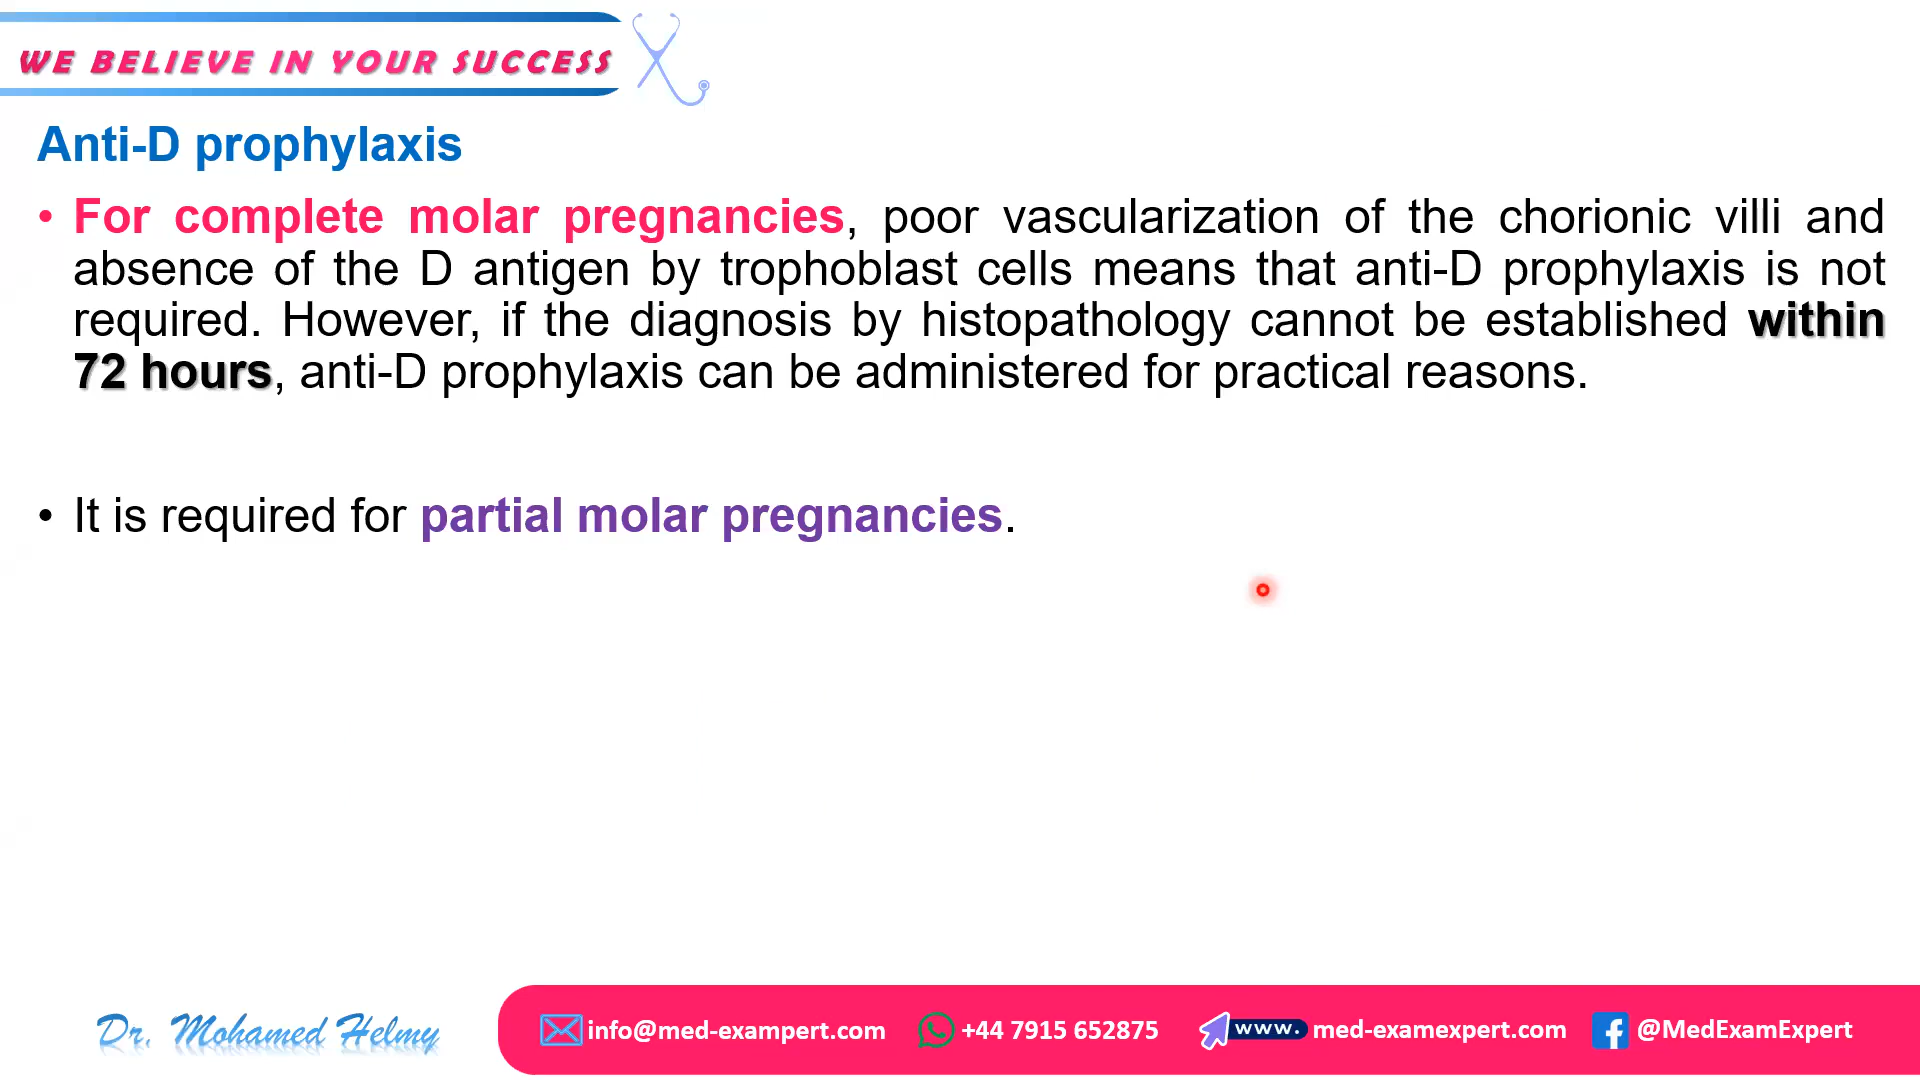 WE BELIEVE IN YOUR SUCCESS
Anti-D prophylaxis
• For complete molar pregnancies, poor vascularization of the chorionic villi and
absence of the D antigen by trophoblast cells means that anti-D prophylaxis is not
required. However, if the diagnosis by histopathology cannot be established within
72 hours, anti-D prophylaxis can be administered for practical reasons.
• It is required for partial molar pregnancies.
Dr. Mohamed Helmy
info@med-exampert.com
+44 7915 652875
www. med-examexpert.com
@MedExamExpert